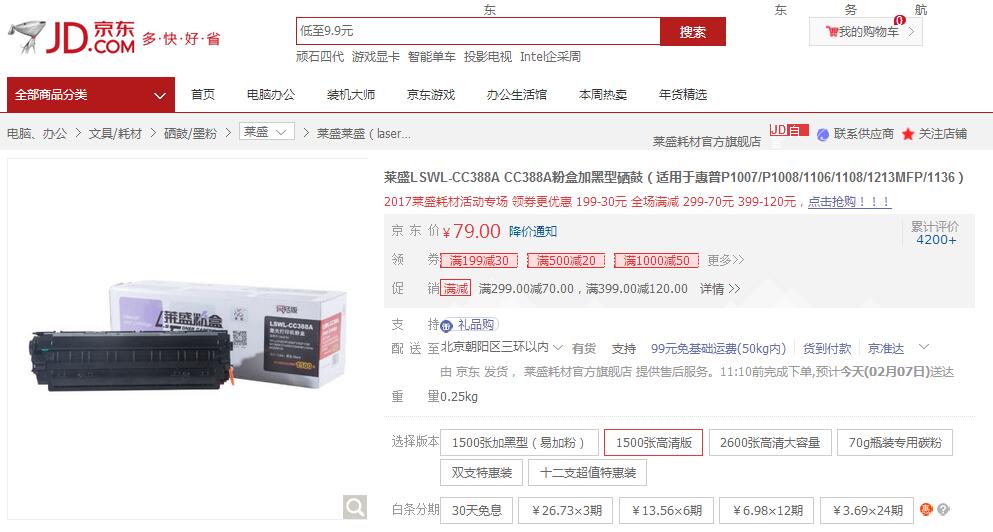 东 东 务 航
JD.COM 京东 多·快·好·省
低至9.9元 搜索
0 我的购物车 >
顽石四代 游戏显卡 智能单车 投影电视 Intel企采周
全部商品分类 首页 电脑办公 装机大师 京东游戏 办公生活馆 本周热卖 年货精选
电脑、办公 > 文具/耗材 > 硒鼓/墨粉 > 莱盛 > 莱盛莱盛（laser...
莱盛耗材官方旗舰店 JD自 联系供应商 关注店铺
莱盛LSWL-CC388A CC388A粉盒加黑型硒鼓（适用于惠普P1007/P1008/1106/1108/1213MFP/1136）
2017莱盛耗材活动专场 领券更优惠 199-30元 全场满减 299-70元 399-120元，点击抢购！！！
京东价 ￥79.00 降价通知 累计评价
4200+
领券 满199减30 满500减20 满1000减50 更多>>
促销 满减 满299.00减70.00，满399.00减120.00 详情 >>
支持 礼品购
配送至 北京朝阳区三环以内 有货 支持 99元免基础运费(50kg内) 货到付款 京准达
由 京东 发货， 莱盛耗材官方旗舰店 提供售后服务。11:10前完成下单,预计今天(02月07日)送达
重量 0.25kg
莱盛粉盒
LSWL-CC388A
激光打印机粉盒
1500
选择版本 1500张加黑型（易加粉） 1500张高清版 2600张高清大容量 70g瓶装专用碳粉
双支特惠装 十二支超值特惠装
白条分期 30天免息 ￥26.73×3期 ￥13.56×6期 ￥6.98×12期 ￥3.69×24期 惠 ?